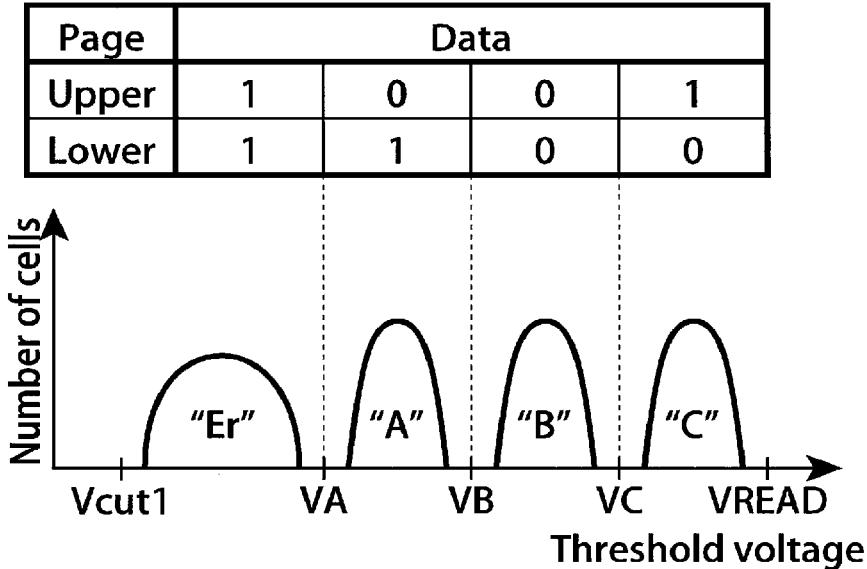 Page Data
Upper 1 0 0 1
Lower 1 1 0 0
Number of cells
“Er” “A” “B” “C”
Vcut1 VA VB VC VREAD
Threshold voltage